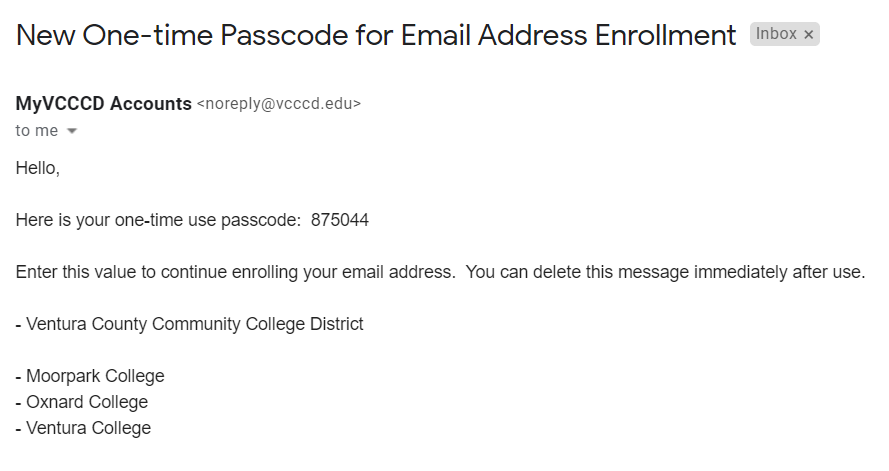 New One-time Passcode for Email Address Enrollment Inbox ×
MyVCCCD Accounts <noreply@vcccd.edu>
to me
Hello,
Here is your one-time use passcode:  875044
Enter this value to continue enrolling your email address.  You can delete this message immediately after use.
- Ventura County Community College District
- Moorpark College
- Oxnard College
- Ventura College